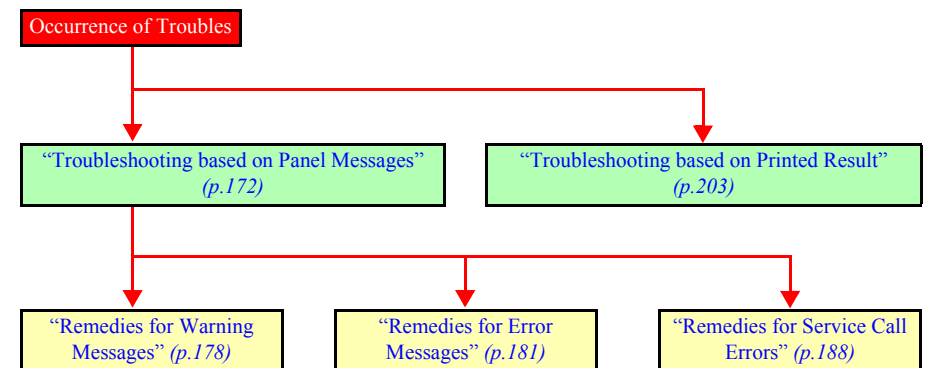 Occurrence of Troubles
“Troubleshooting based on Panel Messages”
(p.172)
“Troubleshooting based on Printed Result”
(p.203)
“Remedies for Warning
Messages” (p.178)
“Remedies for Error
Messages” (p.181)
“Remedies for Service Call
Errors” (p.188)